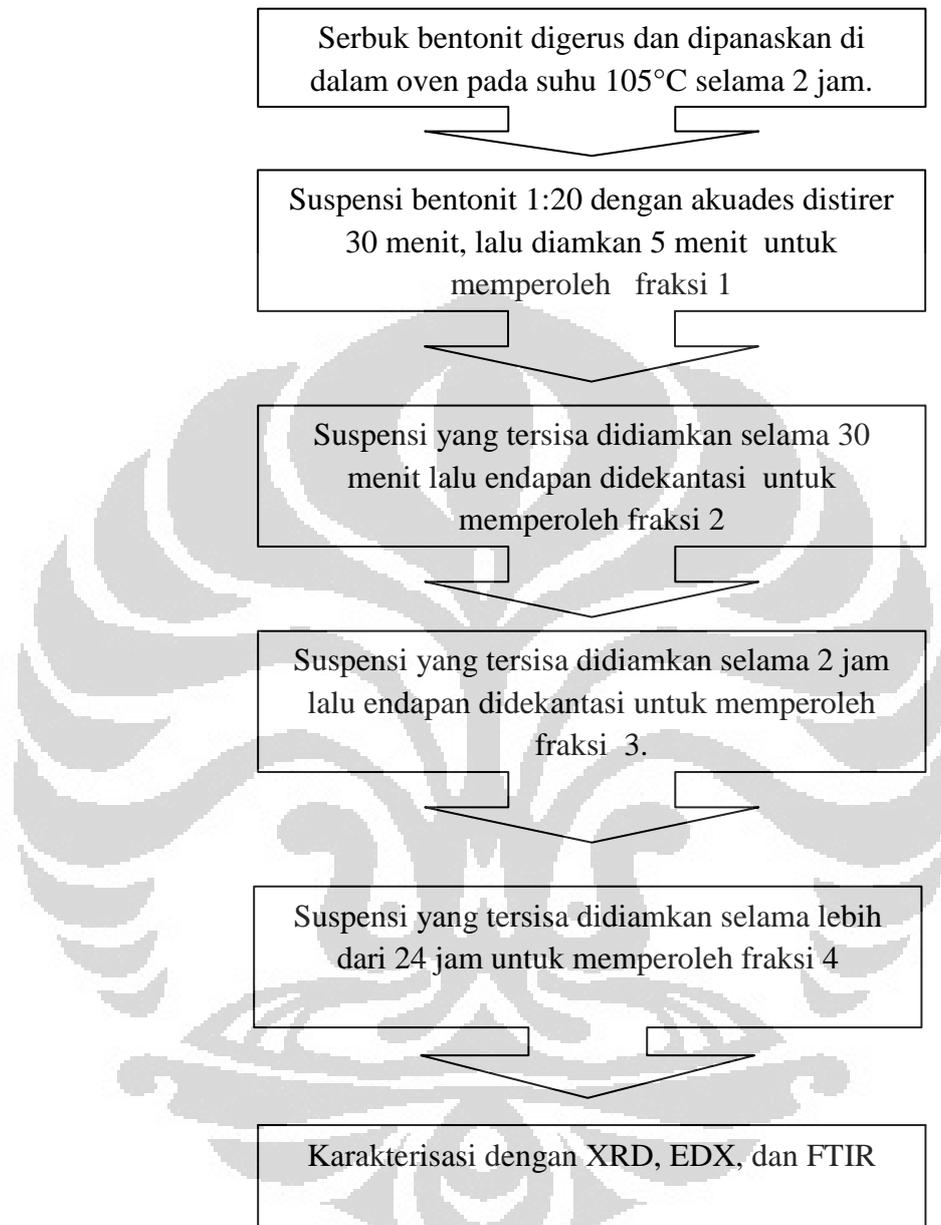 Serbuk bentonit digerus dan dipanaskan di
dalam oven pada suhu 105°C selama 2 jam.
Suspensi bentonit 1:20 dengan akuades distirer
30 menit, lalu diamkan 5 menit untuk
memperoleh fraksi 1
Suspensi yang tersisa didiamkan selama 30
menit lalu endapan didekantasi untuk
memperoleh fraksi 2
Suspensi yang tersisa didiamkan selama 2 jam
lalu endapan didekantasi untuk memperoleh
fraksi 3.
Suspensi yang tersisa didiamkan selama lebih
dari 24 jam untuk memperoleh fraksi 4
Karakterisasi dengan XRD, EDX, dan FTIR